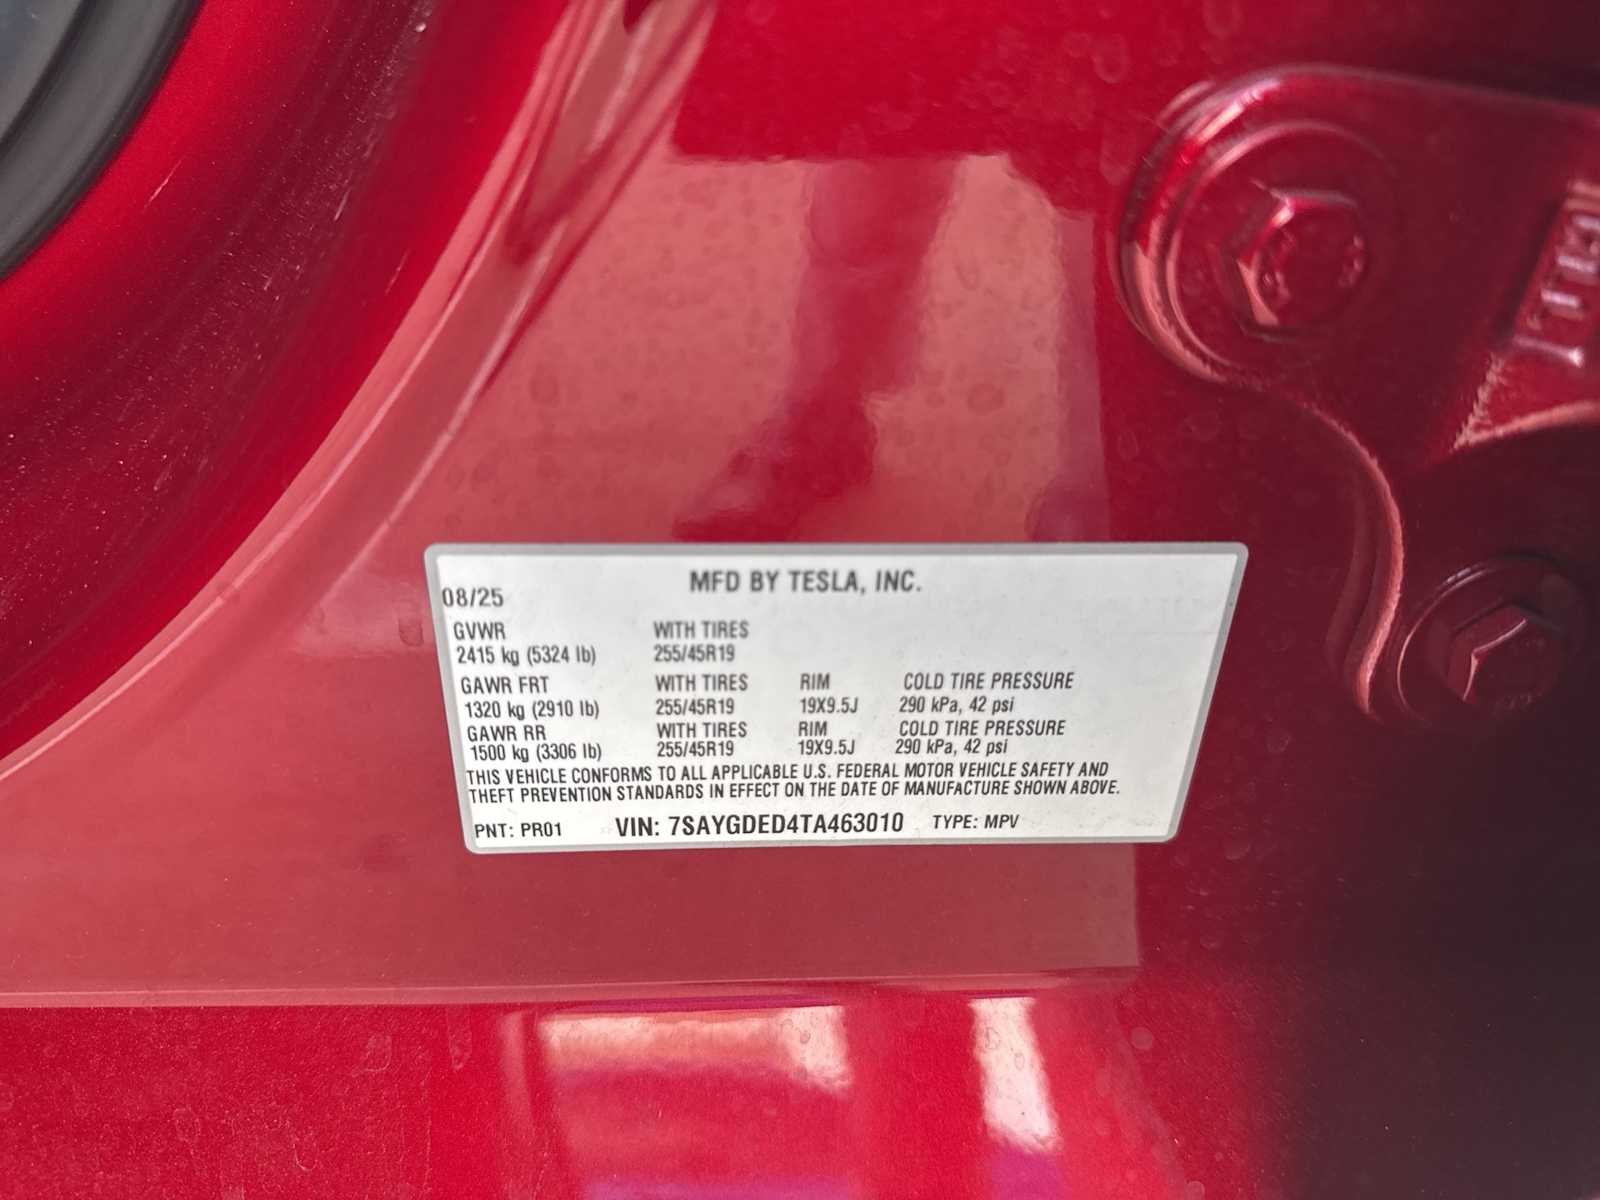 MFD BY TESLA, INC.
08/25
GVWR WITH TIRES
2415 kg (5324 lb) 255/45R19
GAWR FRT WITH TIRES RIM COLD TIRE PRESSURE
1320 kg (2910 lb) 255/45R19 19X9.5J 290 kPa, 42 psi
GAWR RR WITH TIRES RIM COLD TIRE PRESSURE
1500 kg (3306 lb) 255/45R19 19X9.5J 290 kPa, 42 psi
THIS VEHICLE CONFORMS TO ALL APPLICABLE U.S. FEDERAL MOTOR VEHICLE SAFETY AND
THEFT PREVENTION STANDARDS IN EFFECT ON THE DATE OF MANUFACTURE SHOWN ABOVE.
PNT: PR01 VIN: 7SAYGDED4TA463010 TYPE: MPV